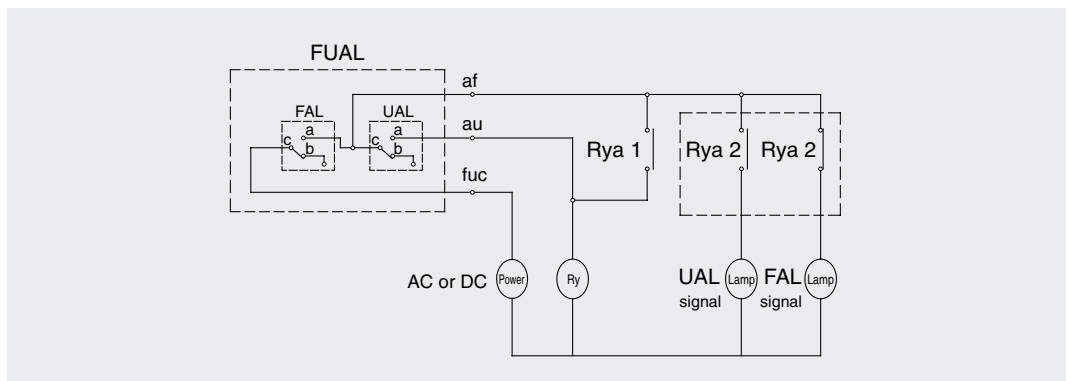 FUAL
af
FAL
UAL
a
a
au
c
b
c
b
Rya 1
Rya 2
Rya 2
fuc
AC or DC
Power
Ry
UAL
signal
Lamp
FAL
signal
Lamp